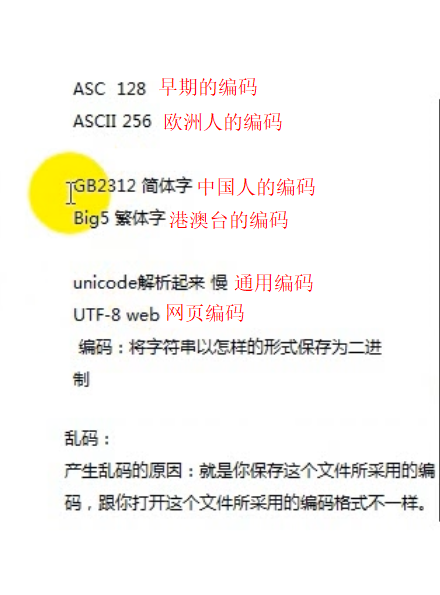 ASC 128 早期的编码
ASCII 256 欧洲人的编码
GB2312 简体字 中国人的编码
Big5 繁体字 港澳台的编码
unicode解析起来 慢 通用编码
UTF-8 web 网页编码
编码：将字符串以怎样的形式保存为二进
制
乱码：
产生乱码的原因：就是你保存这个文件所采用的编
码，跟你打开这个文件所采用的编码格式不一样。